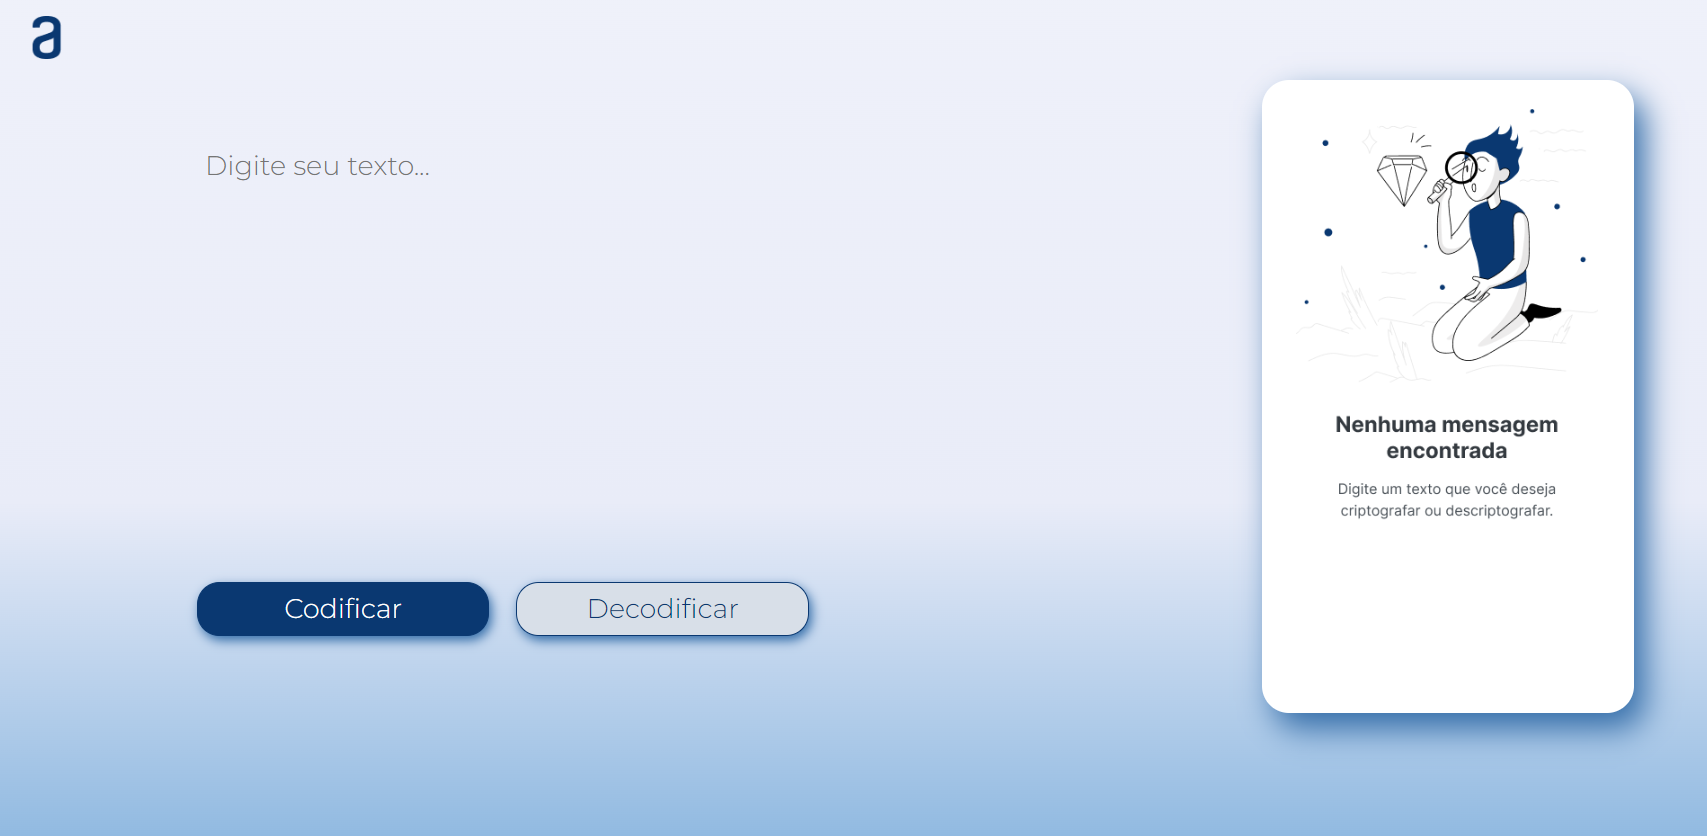 a
Digite seu texto...
Codificar
Decodificar
Nenhuma mensagem
encontrada
Digite um texto que você deseja
criptografar ou descriptografar.